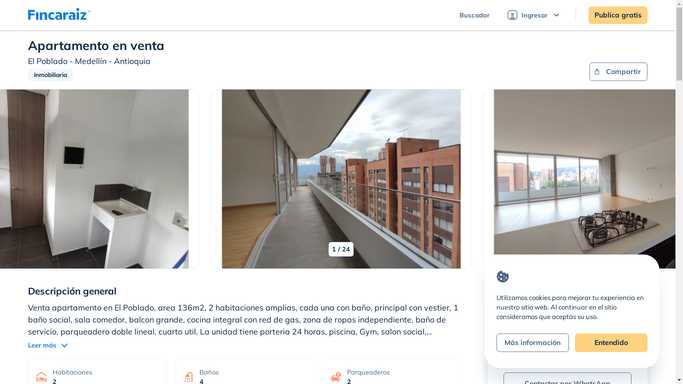 Fincaraiz
Buscador
Ingresar
Publica gratis
Apartamento en venta
El Poblado - Medellín - Antioquia
Inmobiliaria
Compartir
1 / 24
Descripción general
Venta apartamento en El Poblado, area 136m2, 2 habitaciones amplias, cada una con baño, principal con vestier, 1
baño social, sala comedor, balcon grande, cocina integral con red de gas, zona de ropas independiente, baño de
servicio, parqueadero doble lineal, cuarto util. La unidad tiene porteria 24 horas, piscina, Gym, salon social,...
Leer más
Habitaciones
2
Baños
4
Parqueaderos
2
Utilizamos cookies para mejorar tu experiencia en
nuestro sitio web. Al continuar en el sitio
consideramos que aceptas su uso.
Más información
Entendido
Contactar por WhatsApp